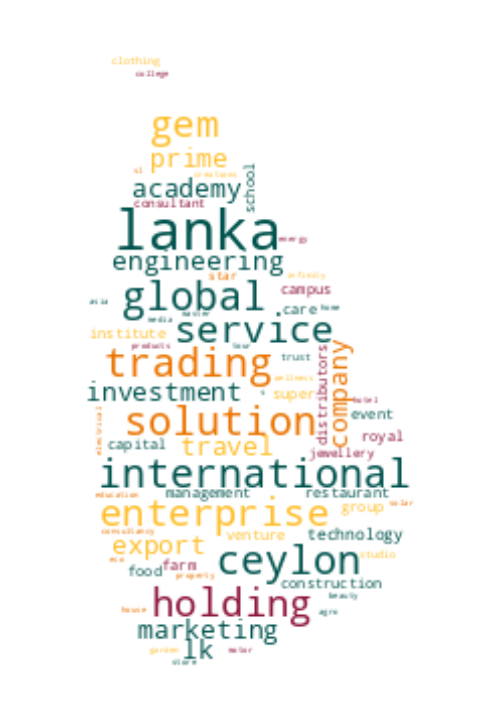 clothing
college
gem
prime
sl
creations
academy
school
consultant
lanka
energy
engineering
star
infinity
global
campus
asia
care
home
master
media
service
institute
products
tour
trading
trust
company
distributors
wellness
investment
super
hotel
electrical
solution
event
capital
travel
royal
jewellery
international
education
management
restaurant
enterprise
group
solar
consultancy
venture
technology
export
studio
eco
food
farm
ceylon
property
construction
holding
beauty
house
agro
marketing
garden
lk
motor
store